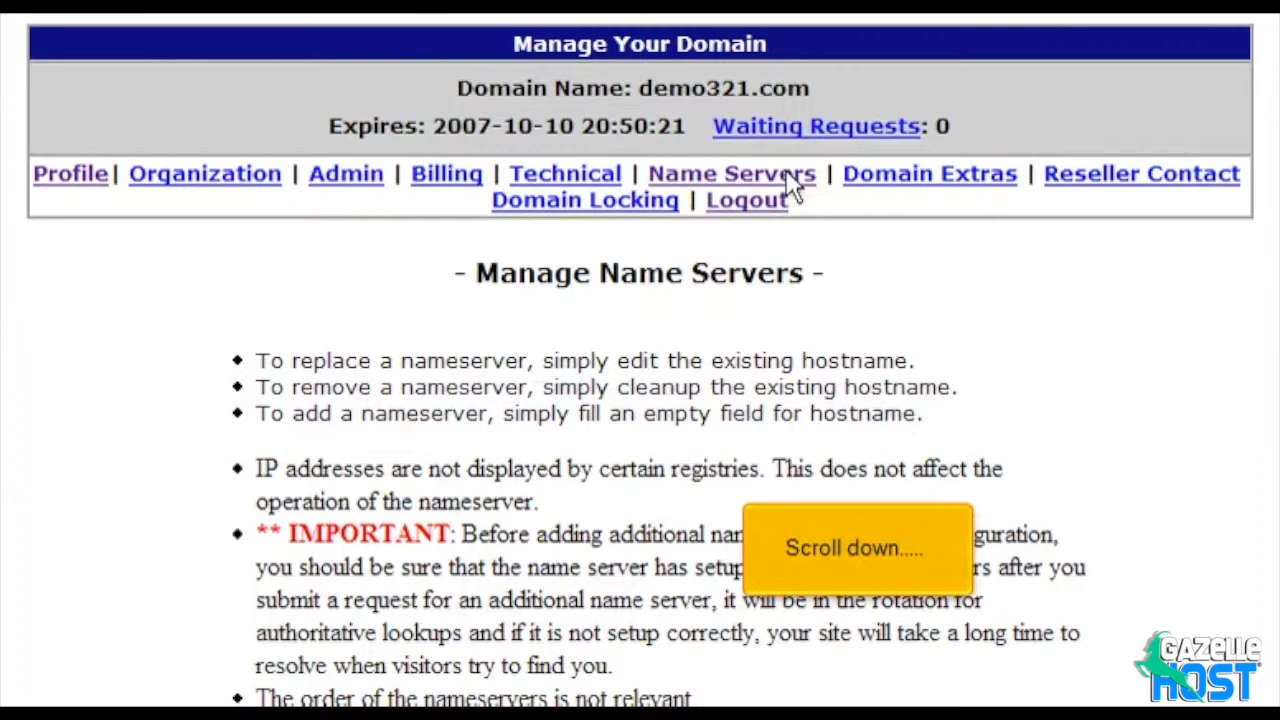 Manage Your Domain
Domain Name: demo321.com
Expires: 2007-10-10 20:50:21 Waiting Requests: 0
Profile| Organization | Admin | Billing | Technical | Name Servers | Domain Extras | Reseller Contact
Domain Locking | Logout
- Manage Name Servers -
To replace a nameserver, simply edit the existing hostname.
To remove a nameserver, simply cleanup the existing hostname.
To add a nameserver, simply fill an empty field for hostname.
IP addresses are not displayed by certain registries. This does not affect the
operation of the nameserver.
** IMPORTANT: Before adding additional nam guration,
you should be sure that the name server has setup rs after you
Scroll down.....
submit a request for an additional name server, it will be in the rotation for
authoritative lookups and if it is not setup correctly, your site will take a long time to
resolve when visitors try to find you.
The order of the nameservers is not relevant
GAZELLE
HOST